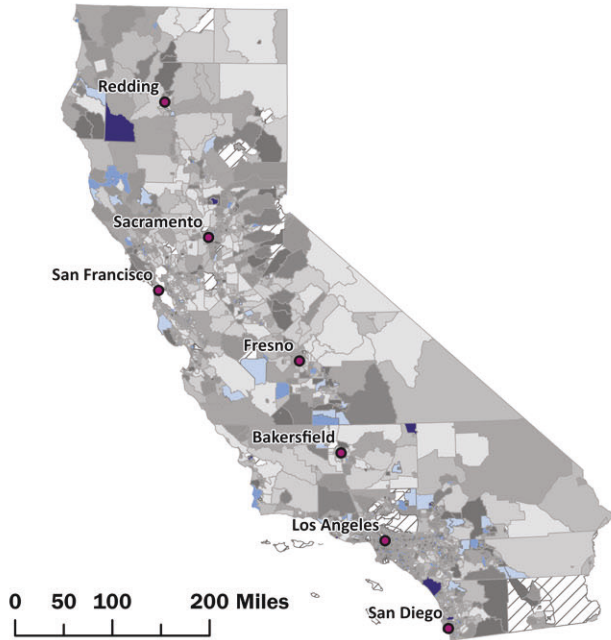 Redding
Sacramento
San Francisco
Fresno
Bakersfield
Los Angeles
San Diego
0 50 100 200 Miles